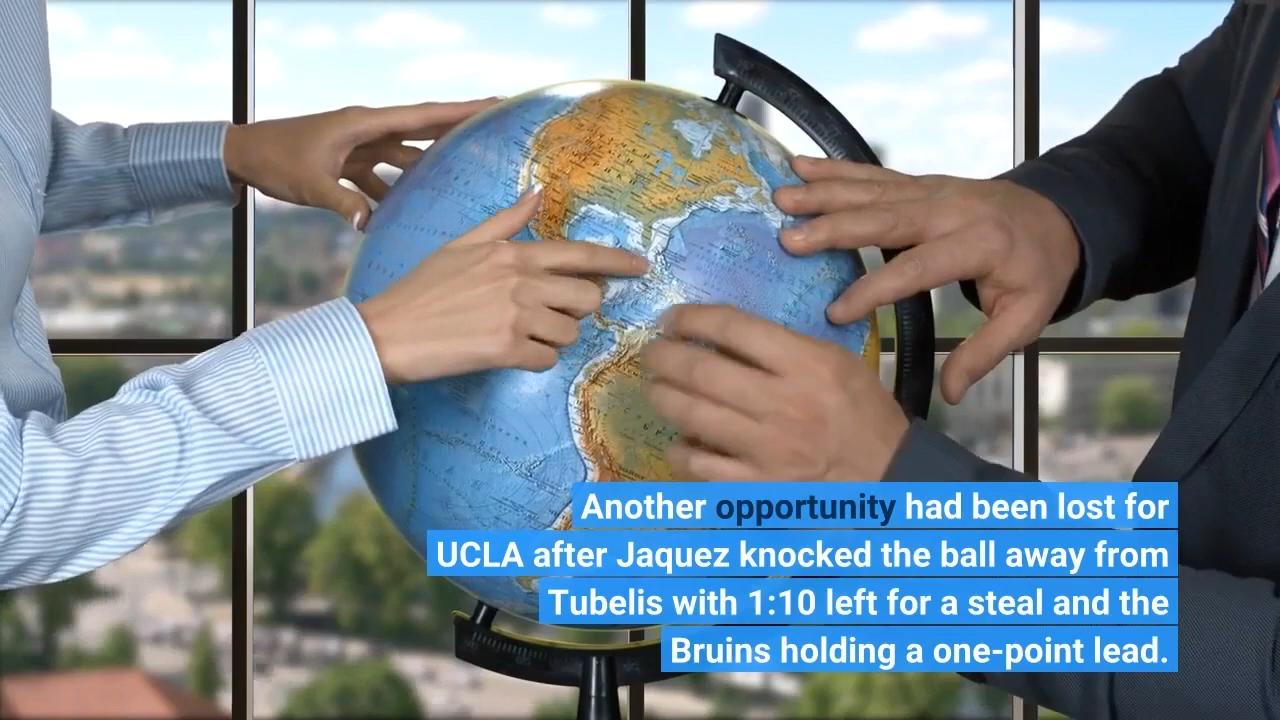 Another opportunity had been lost for
UCLA after Jaquez knocked the ball away from
Tubelis with 1:10 left for a steal and the
Bruins holding a one-point lead.